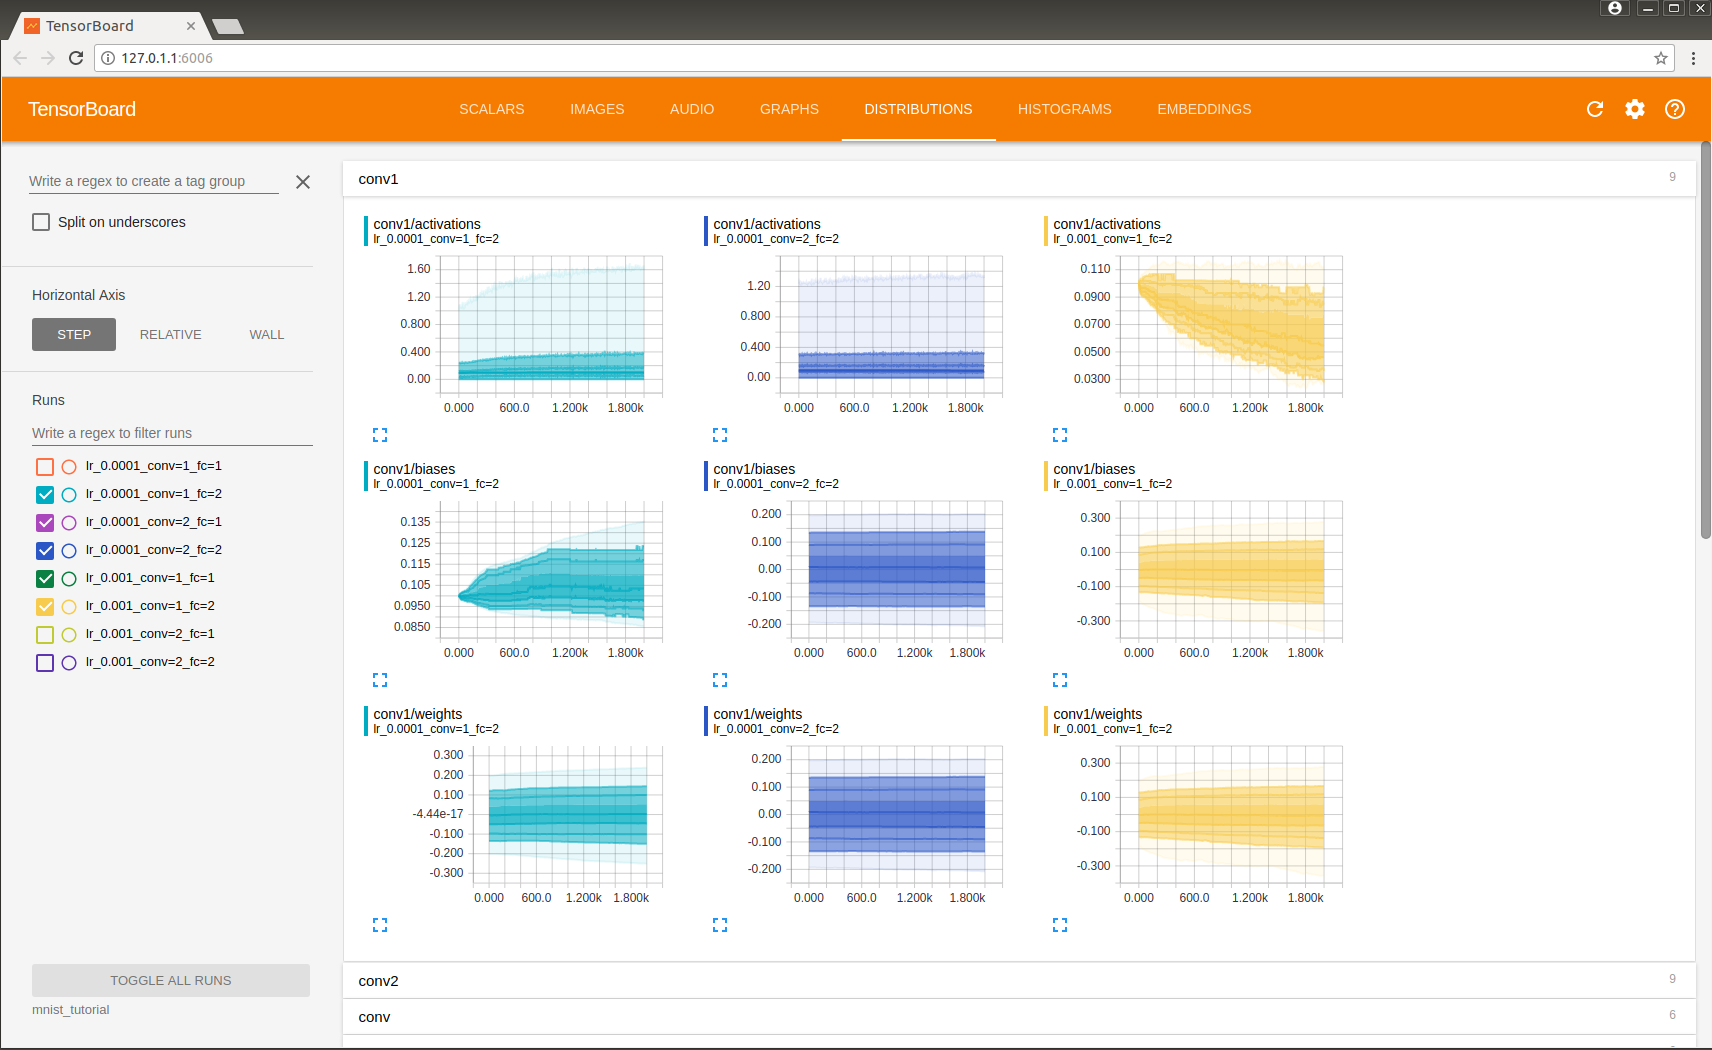 TensorBoard
127.0.1.1:6006
TensorBoard
SCALARS IMAGES AUDIO GRAPHS DISTRIBUTIONS HISTOGRAMS EMBEDDINGS
Write a regex to create a tag group
Split on underscores
Horizontal Axis
STEP RELATIVE WALL
Runs
Write a regex to filter runs
lr_0.0001_conv=1_fc=1
lr_0.0001_conv=1_fc=2
lr_0.0001_conv=2_fc=1
lr_0.0001_conv=2_fc=2
lr_0.001_conv=1_fc=1
lr_0.001_conv=1_fc=2
lr_0.001_conv=2_fc=1
lr_0.001_conv=2_fc=2
TOGGLE ALL RUNS
mnist_tutorial
conv1 9
conv1/activations
lr_0.0001_conv=1_fc=2
1.60
1.20
0.800
0.400
0.00
0.000 600.0 1.200k 1.800k
conv1/activations
lr_0.0001_conv=2_fc=2
1.20
0.800
0.400
0.00
0.000 600.0 1.200k 1.800k
conv1/activations
lr_0.001_conv=1_fc=2
0.110
0.0900
0.0700
0.0500
0.0300
0.000 600.0 1.200k 1.800k
conv1/biases
lr_0.0001_conv=1_fc=2
0.135
0.125
0.115
0.105
0.0950
0.0850
0.000 600.0 1.200k 1.800k
conv1/biases
lr_0.0001_conv=2_fc=2
0.200
0.100
0.00
-0.100
-0.200
0.000 600.0 1.200k 1.800k
conv1/biases
lr_0.001_conv=1_fc=2
0.300
0.100
-0.100
-0.300
0.000 600.0 1.200k 1.800k
conv1/weights
lr_0.0001_conv=1_fc=2
0.300
0.200
0.100
-4.44e-17
-0.100
-0.200
-0.300
0.000 600.0 1.200k 1.800k
conv1/weights
lr_0.0001_conv=2_fc=2
0.200
0.100
0.00
-0.100
-0.200
0.000 600.0 1.200k 1.800k
conv1/weights
lr_0.001_conv=1_fc=2
0.300
0.100
-0.100
-0.300
0.000 600.0 1.200k 1.800k
conv2 9
conv 6